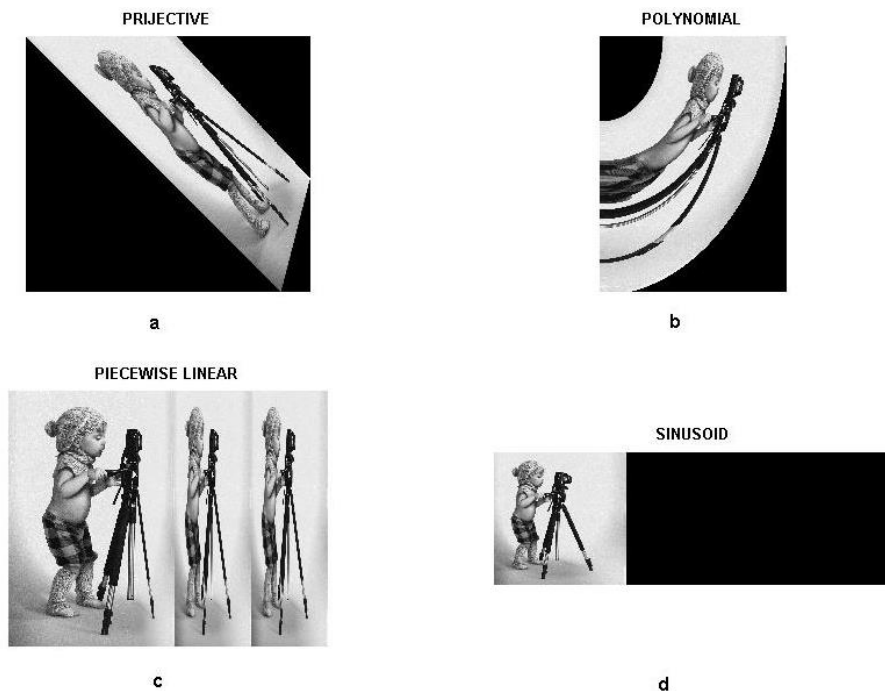 PRIJECTIVE
POLYNOMIAL
a
b
PIECEWISE LINEAR
SINUSOID
c
d